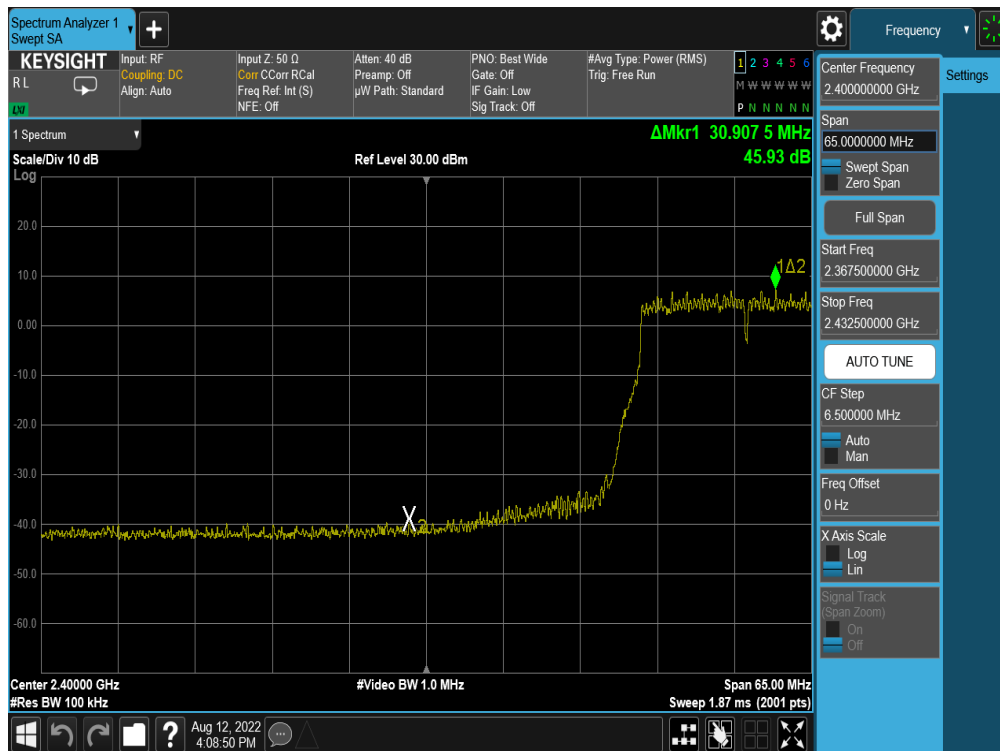 Spectrum Analyzer 1
Swept SA
Frequency
KEYSIGHT
R L
LXI
Input: RF
Coupling: DC
Align: Auto
Input Z: 50 Ω
Corr CCorr RCal
Freq Ref: Int (S)
NFE: Off
Atten: 40 dB
Preamp: Off
µW Path: Standard
PNO: Best Wide
Gate: Off
IF Gain: Low
Sig Track: Off
#Avg Type: Power (RMS)
Trig: Free Run
1 2 3 4 5 6
M W W W W W
P N N N N N
1 Spectrum
Scale/Div 10 dB
Log
Ref Level 30.00 dBm
ΔMkr1 30.907 5 MHz
45.93 dB
20.0
10.0
0.00
-10.0
-20.0
-30.0
-40.0
-50.0
-60.0
1Δ2
X2
Center 2.40000 GHz
#Res BW 100 kHz
#Video BW 1.0 MHz
Span 65.00 MHz
Sweep 1.87 ms (2001 pts)
Center Frequency
2.400000000 GHz
Settings
Span
65.0000000 MHz
Swept Span
Zero Span
Full Span
Start Freq
2.367500000 GHz
Stop Freq
2.432500000 GHz
AUTO TUNE
CF Step
6.500000 MHz
Auto
Man
Freq Offset
0 Hz
X Axis Scale
Log
Lin
Signal Track
(Span Zoom)
On
Off
?
Aug 12, 2022
4:08:50 PM